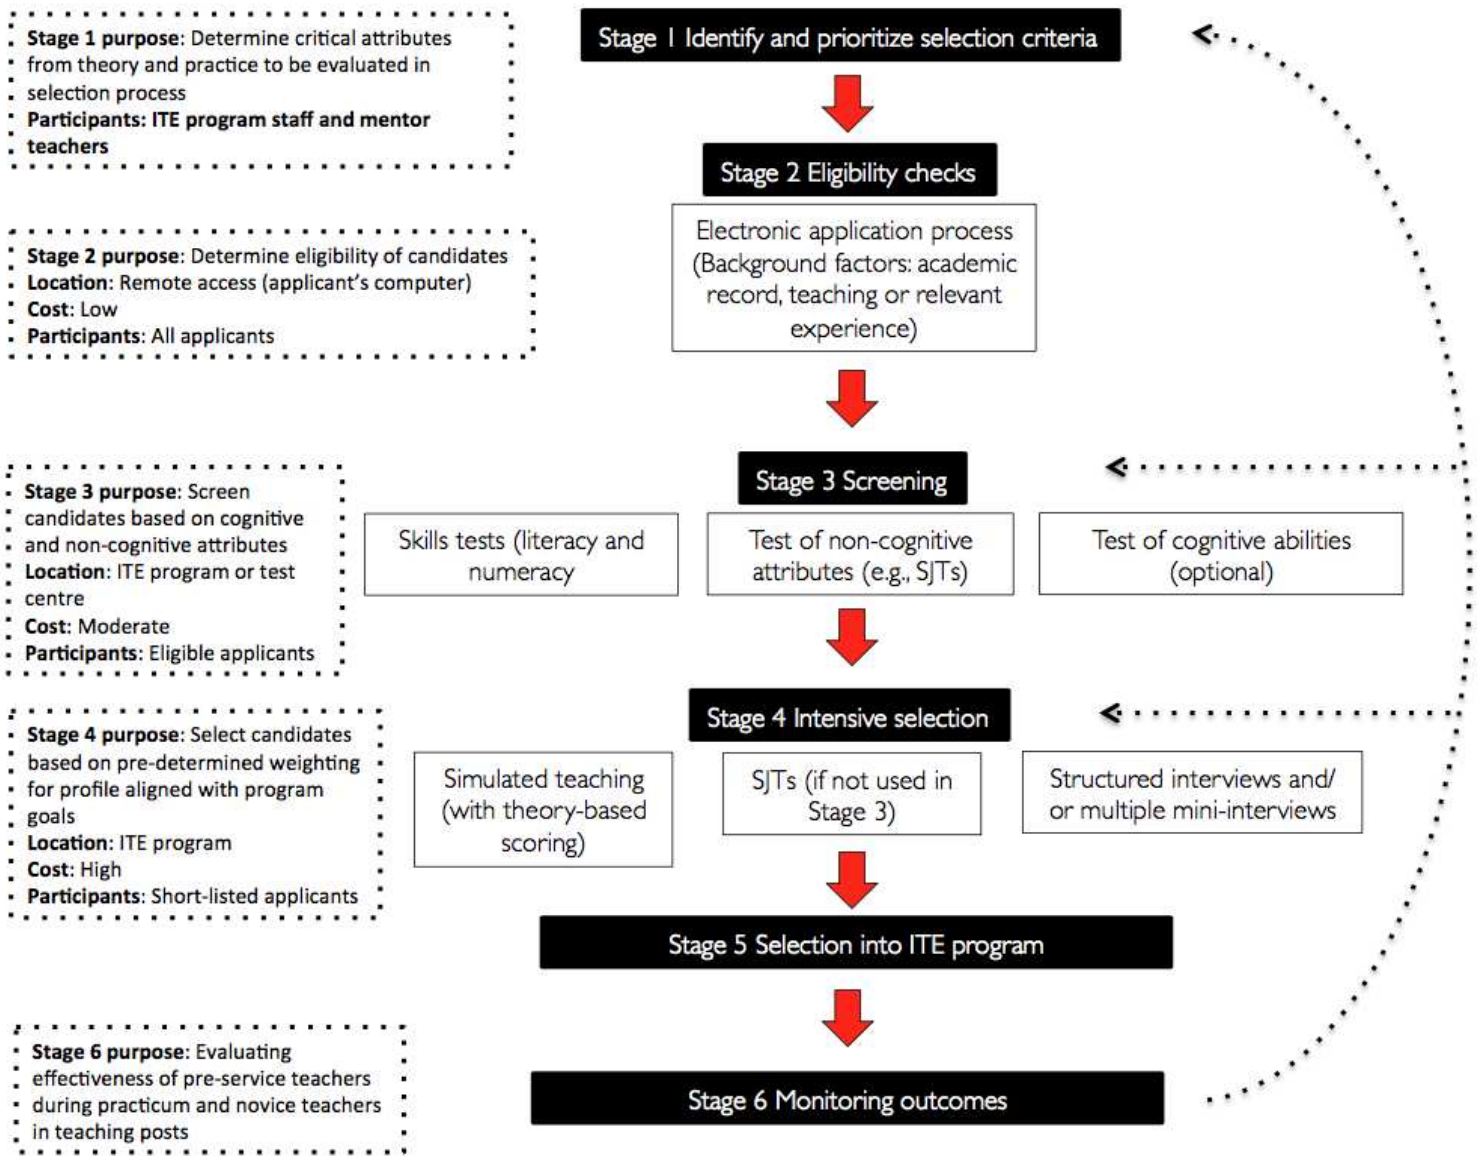 Stage 1 purpose: Determine critical attributes
from theory and practice to be evaluated in
selection process
Participants: ITE program staff and mentor
teachers
Stage 1 Identify and prioritize selection criteria
Stage 2 Eligibility checks
Electronic application process
(Background factors: academic
record, teaching or relevant
experience)
Stage 2 purpose: Determine eligibility of candidates
Location: Remote access (applicant's computer)
Cost: Low
Participants: All applicants
Stage 3 Screening
Stage 3 purpose: Screen
candidates based on cognitive
and non-cognitive attributes
Location: ITE program or test
centre
Cost: Moderate
Participants: Eligible applicants
Skills tests (literacy and
numeracy
Test of non-cognitive
attributes (e.g., SJTs)
Test of cognitive abilities
(optional)
Stage 4 Intensive selection
Stage 4 purpose: Select candidates
based on pre-determined weighting
for profile aligned with program
goals
Location: ITE program
Cost: High
Participants: Short-listed applicants
Simulated teaching
(with theory-based
scoring)
SJTs (if not used in
Stage 3)
Structured interviews and/
or multiple mini-interviews
Stage 5 Selection into ITE program
Stage 6 purpose: Evaluating
effectiveness of pre-service teachers
during practicum and novice teachers
in teaching posts
Stage 6 Monitoring outcomes